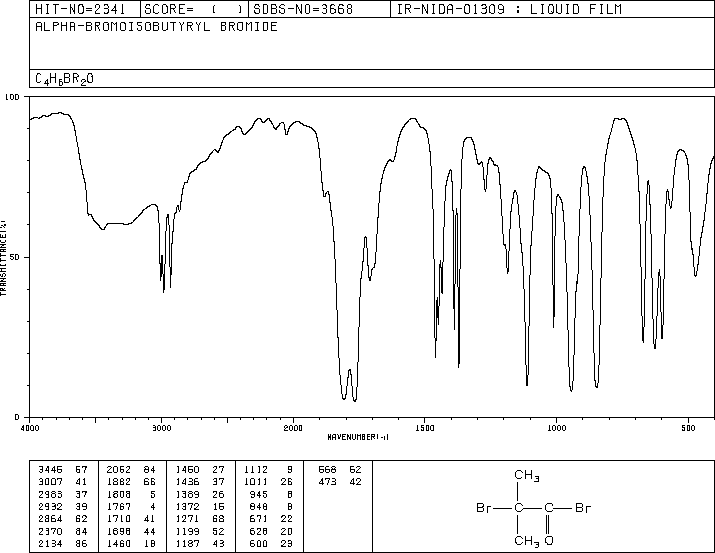 HIT-NO=2341 SCORE= ( ) SDBS-NO=3668 IR-NIDA-01309 : LIQUID FILM
ALPHA-BROMOISOBUTYRYL BROMIDE
C4H6BR2O
100
50
0
TRANSMITTANCE(%)
4000 3000 2000 1500 1000 500
WAVENUMBER(-1)
3445 57 2052 84 1450 27 1112 9 568 62
3007 41 1882 66 1436 37 1011 26 473 42
2983 37 1808 5 1389 26 945 8
2932 39 1767 4 1372 15 848 8
2864 62 1710 41 1271 68 671 22
2370 84 1698 44 1199 52 628 20
2134 86 1460 18 1187 43 600 23
CH3
Br C C Br
CH3 O